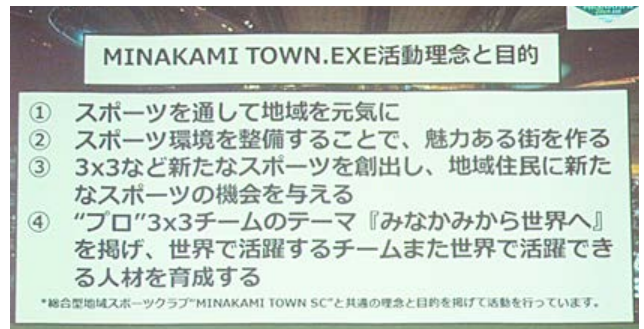 MINAKAMI TOWN.EXE活動理念と目的
① スポーツを通して地域を元気に
② スポーツ環境を整備することで、魅力ある街を作る
③ 3x3など新たなスポーツを創出し、地域住民に新た
なスポーツの機会を与える
④ “プロ”3x3チームのテーマ『みなかみから世界へ』
を掲げ、世界で活躍するチームまた世界で活躍でき
る人材を育成する
*総合型地域スポーツクラブ“MINAKAMI TOWN SC”と共通の理念と目的を掲げて活動を行っています。